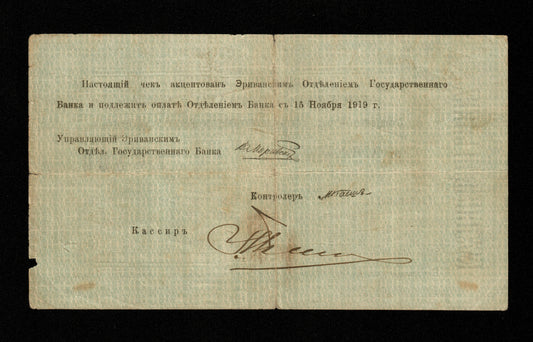 Настоящій чекъ акцептованъ Эриванскимъ Отдѣленіемъ Государственнаго
Банка и подлежитъ оплатѣ Отдѣленіемъ Банка съ 15 Ноября 1919 г.
Управляющій Эриванскимъ
Отдѣл. Государственнаго Банка
Контролеръ
Кассиръ